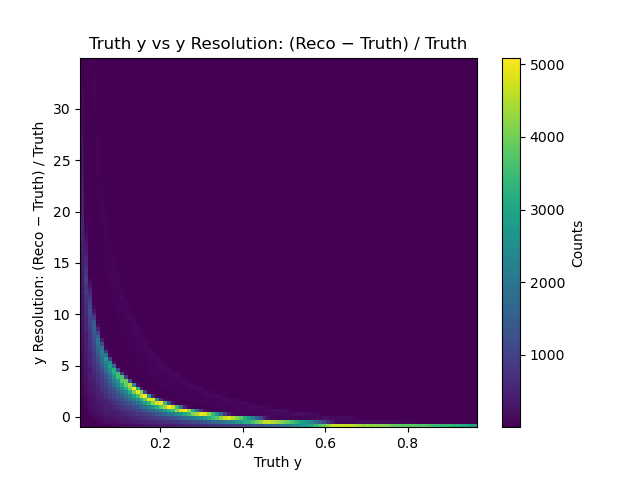 Truth y vs y Resolution: (Reco − Truth) / Truth
y Resolution: (Reco − Truth) / Truth
30
25
20
15
10
5
0
0.2 0.4 0.6 0.8
Truth y
5000
4000
3000
2000
1000
Counts